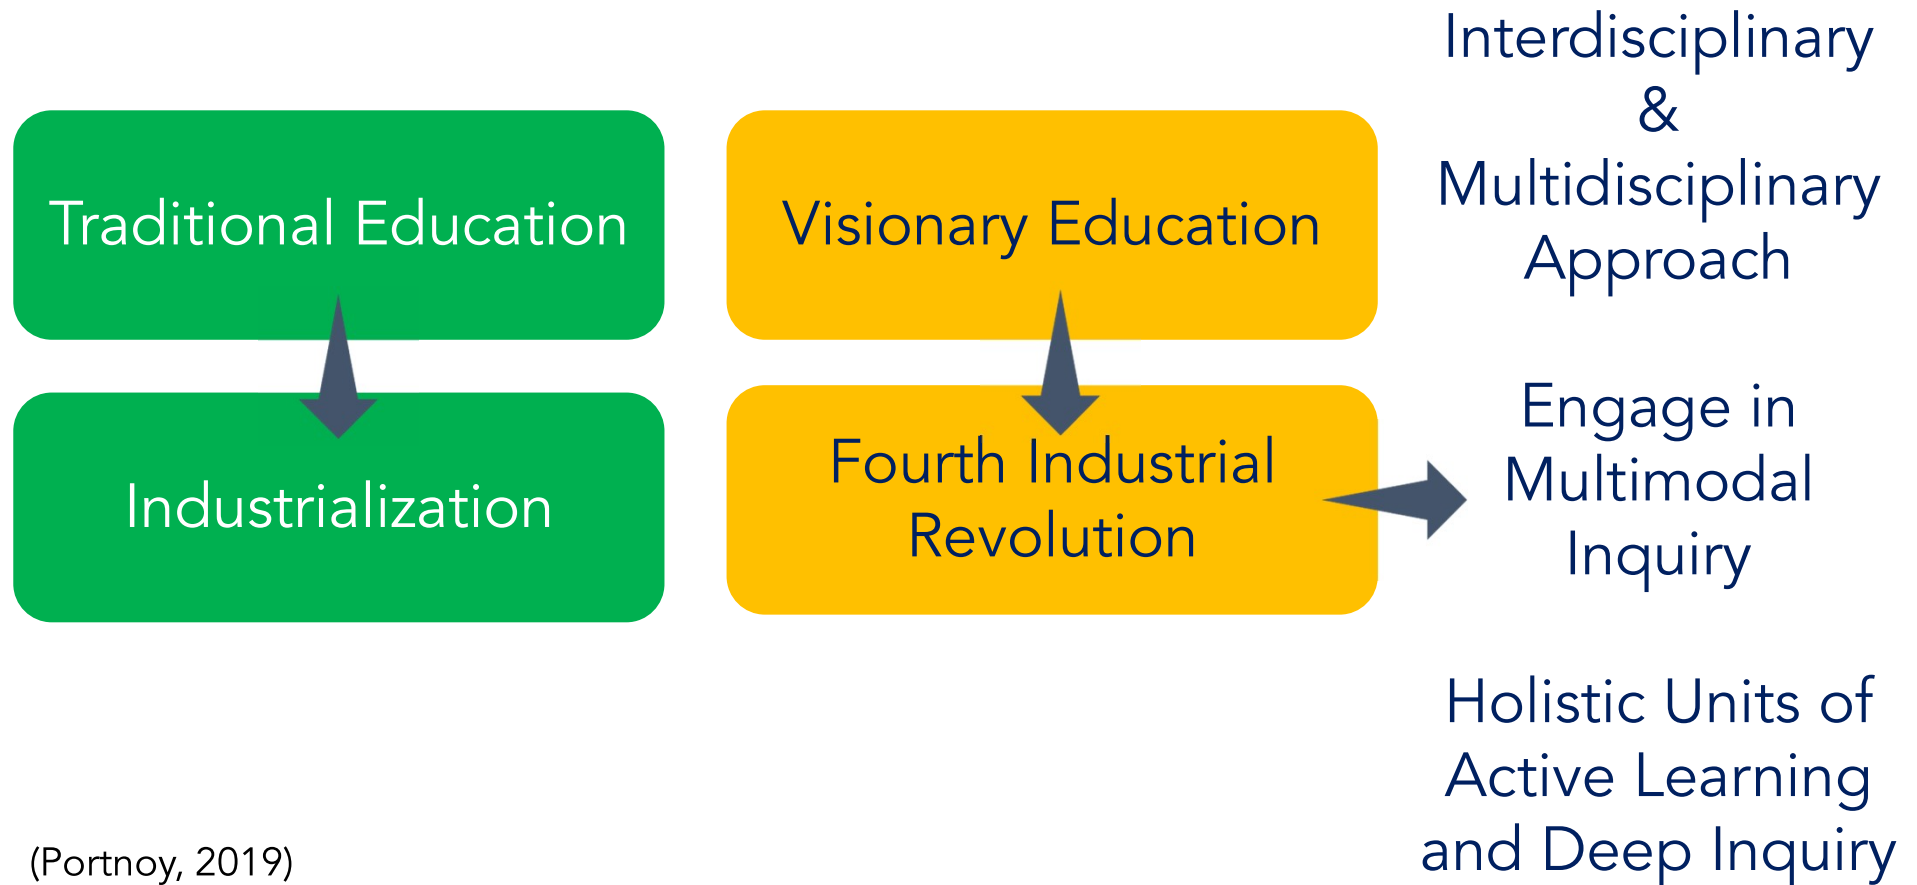 Traditional Education
Industrialization
Visionary Education
Fourth Industrial
Revolution
Interdisciplinary
&
Multidisciplinary
Approach
Engage in
Multimodal
Inquiry
Holistic Units of
Active Learning
and Deep Inquiry
(Portnoy, 2019)